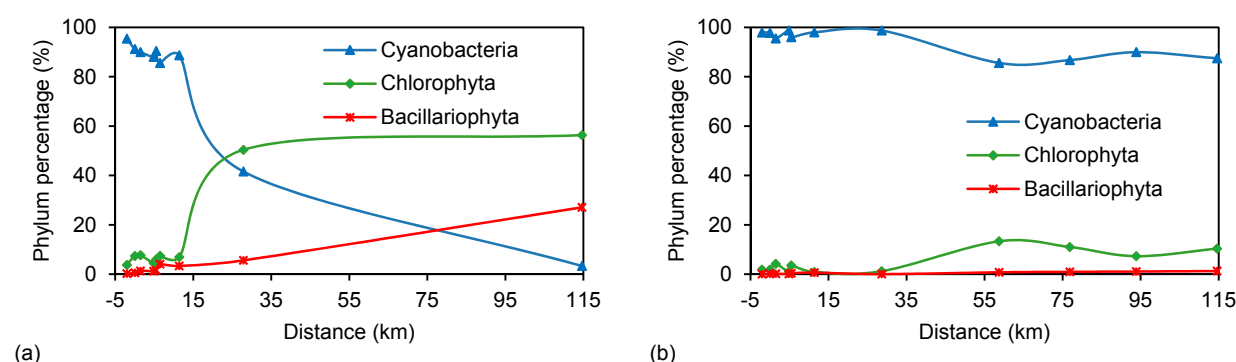 100
80
60
40
20
0
Phylum percentage (%)
Cyanobacteria
Chlorophyta
Bacillariophyta
-5 15 35 55 75 95 115
Distance (km)
(a)
100
80
60
40
20
0
Phylum percentage (%)
Cyanobacteria
Chlorophyta
Bacillariophyta
-5 15 35 55 75 95 115
Distance (km)
(b)